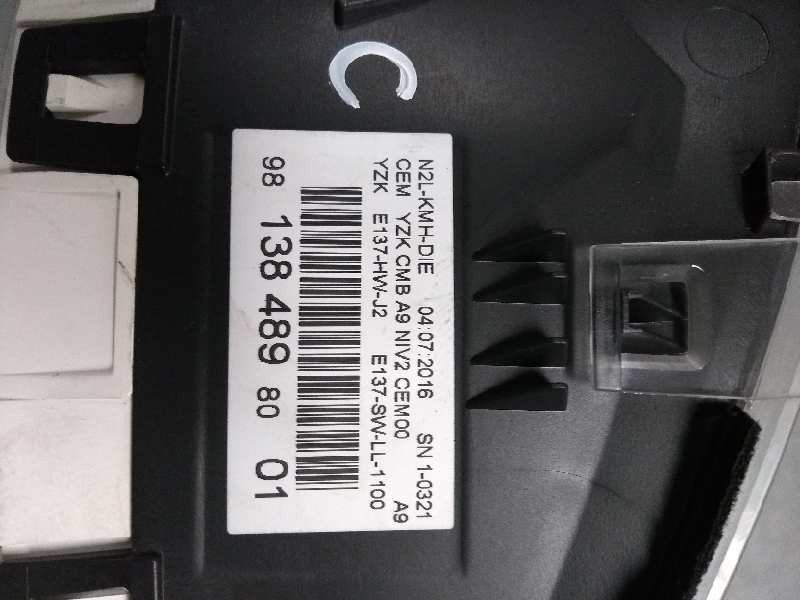 C
N2L-KMH-DIE 04:07:2016 SN 1-0321
CEM YZK CMB A9 NIV2 CEM00 A9
YZK E137-HW-J2 E137-SW-LL-1100
98 138 489 80 01